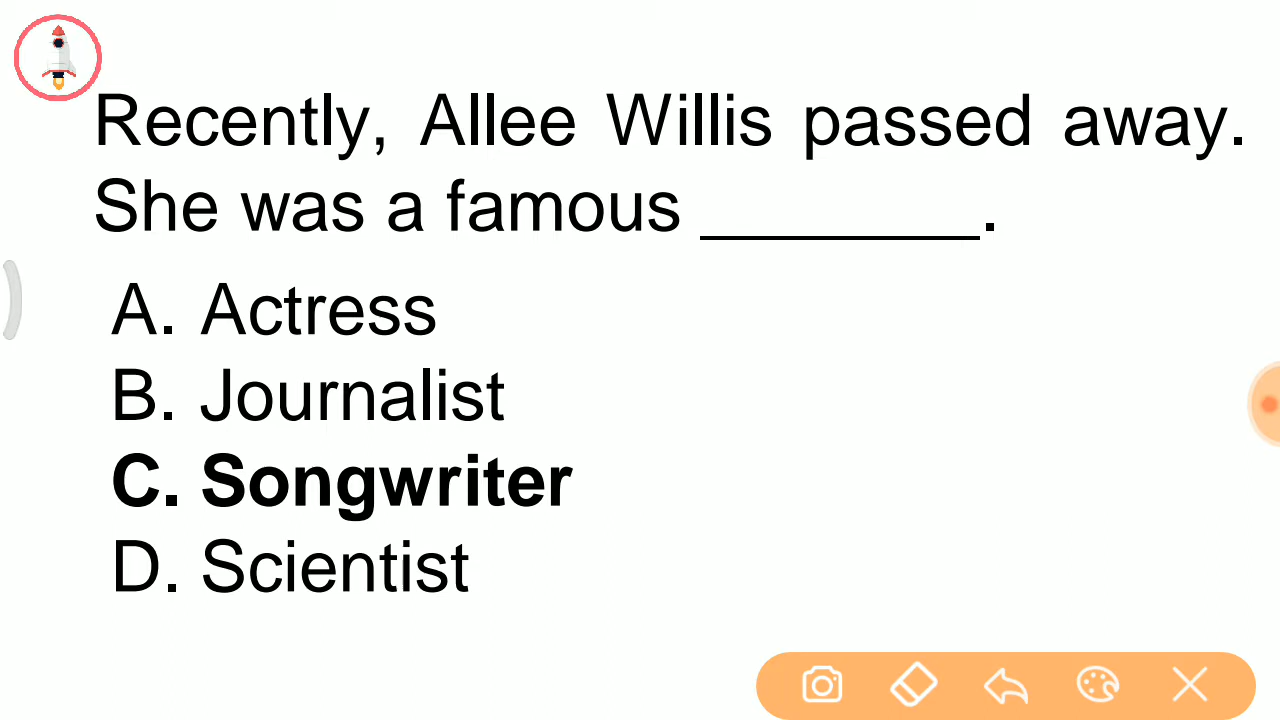 Recently, Allee Willis passed away.
She was a famous ________.
A. Actress
B. Journalist
C. Songwriter
D. Scientist